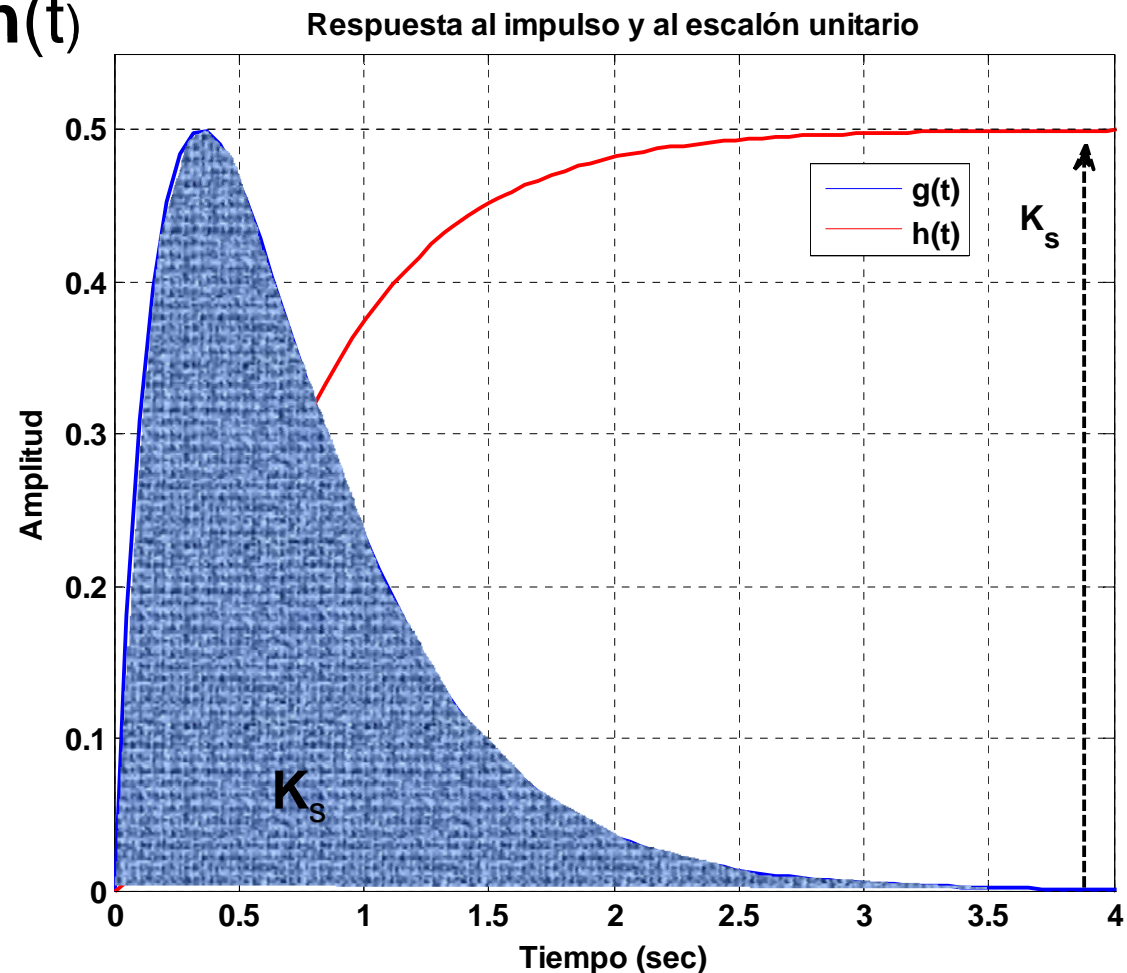 h(t)
Respuesta al impulso y al escalón unitario
0.5
0.4
0.3
0.2
0.1
0
Amplitud
g(t)
h(t)
Ks
Ks
0 0.5 1 1.5 2 2.5 3 3.5 4
Tiempo (sec)